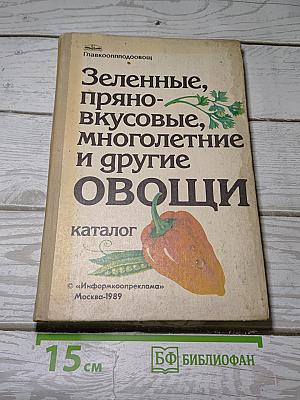 Главкоопплодоовощ
Зеленные,
пряно-
вкусовые,
многолетние
и другие
ОВОЩИ
каталог
© «Информкоопреклама»
Москва-1989
15 см
БФ БИБЛИОФАН